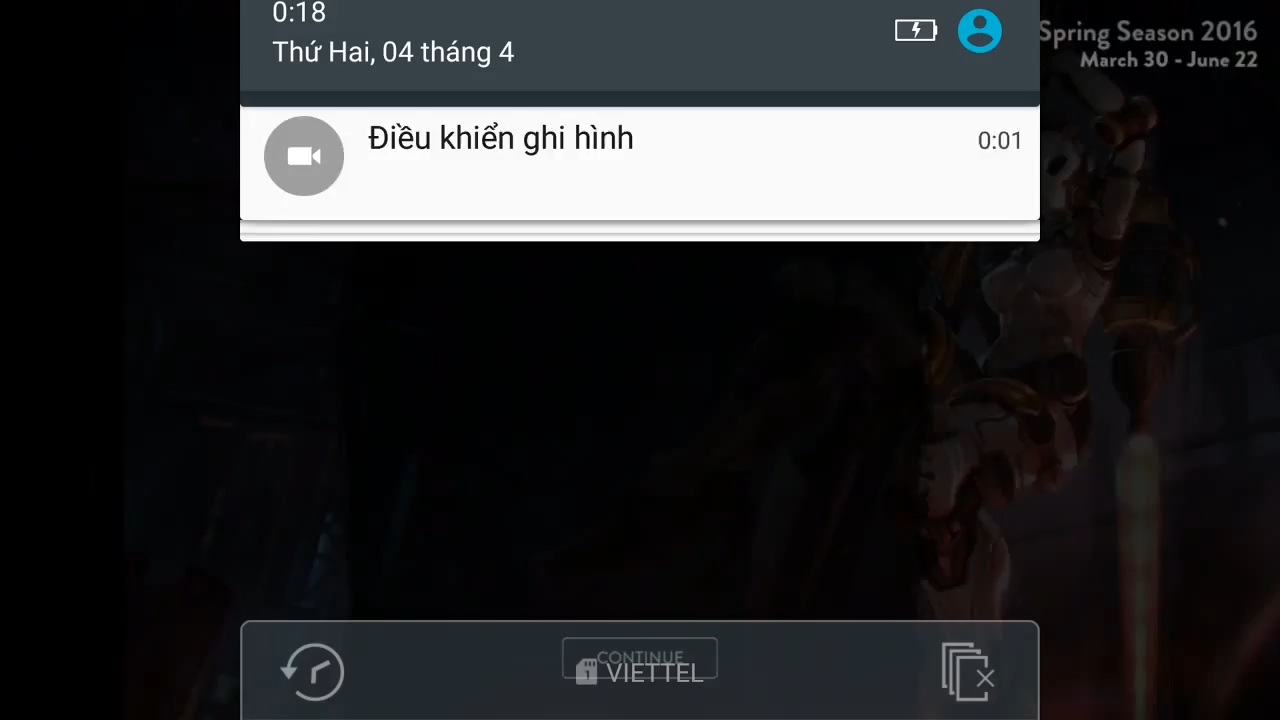 0:18
Thứ Hai, 04 tháng 4
Spring Season 2016
March 30 - June 22
Điều khiển ghi hình
0:01
CONTINUE
1 VIETTEL